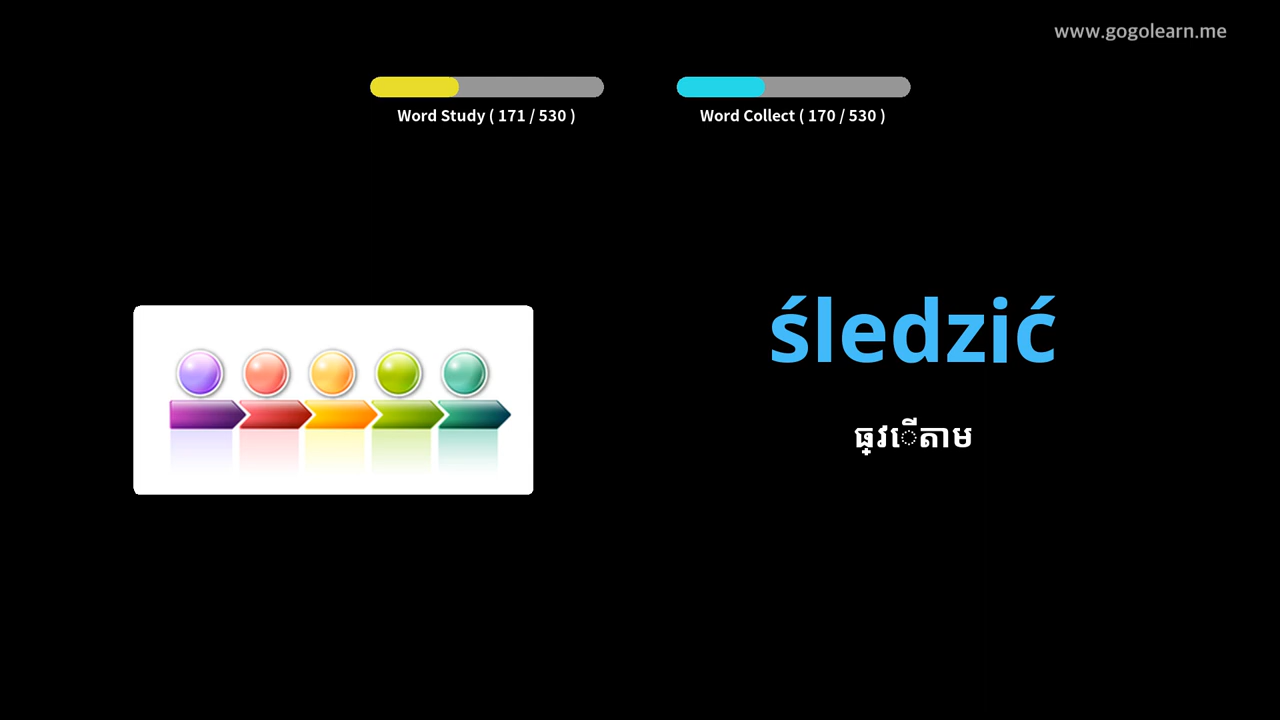 www.gogolearn.me
Word Study ( 171 / 530 )
Word Collect ( 170 / 530 )
śledzić
ធ្វើតាម